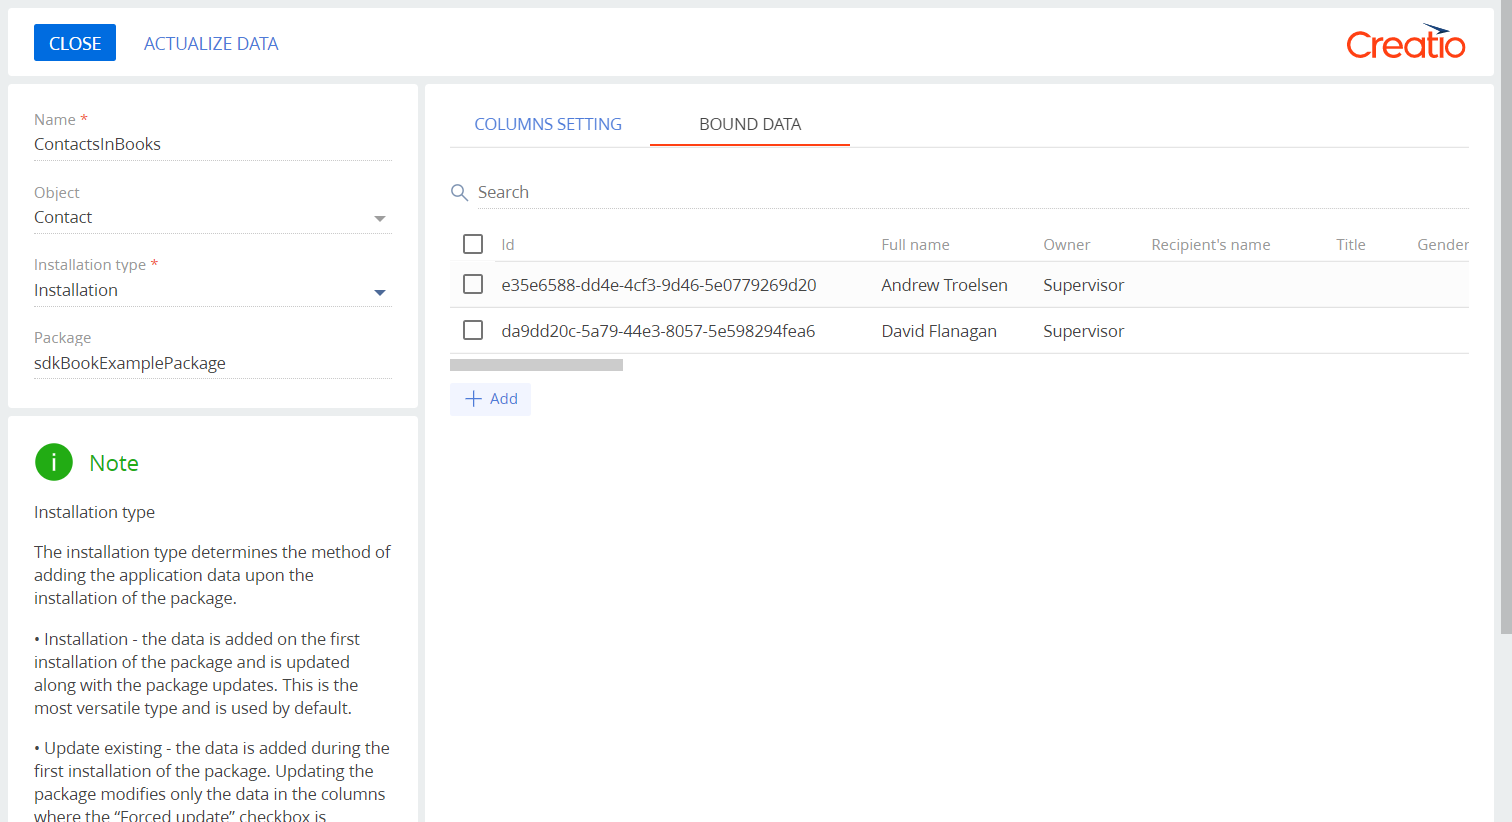 CLOSE
ACTUALIZE DATA
Creatio
Name *
ContactsInBooks
Object
Contact
Installation type *
Installation
Package
sdkBookExamplePackage
i Note
Installation type
The installation type determines the method of
adding the application data upon the
installation of the package.
• Installation - the data is added on the first
installation of the package and is updated
along with the package updates. This is the
most versatile type and is used by default.
• Update existing - the data is added during the
first installation of the package. Updating the
package modifies only the data in the columns
where the “Forced update” checkbox is
COLUMNS SETTING BOUND DATA
Search
Id Full name Owner Recipient's name Title Gender
e35e6588-dd4e-4cf3-9d46-5e0779269d20 Andrew Troelsen Supervisor
da9dd20c-5a79-44e3-8057-5e598294fea6 David Flanagan Supervisor
+ Add